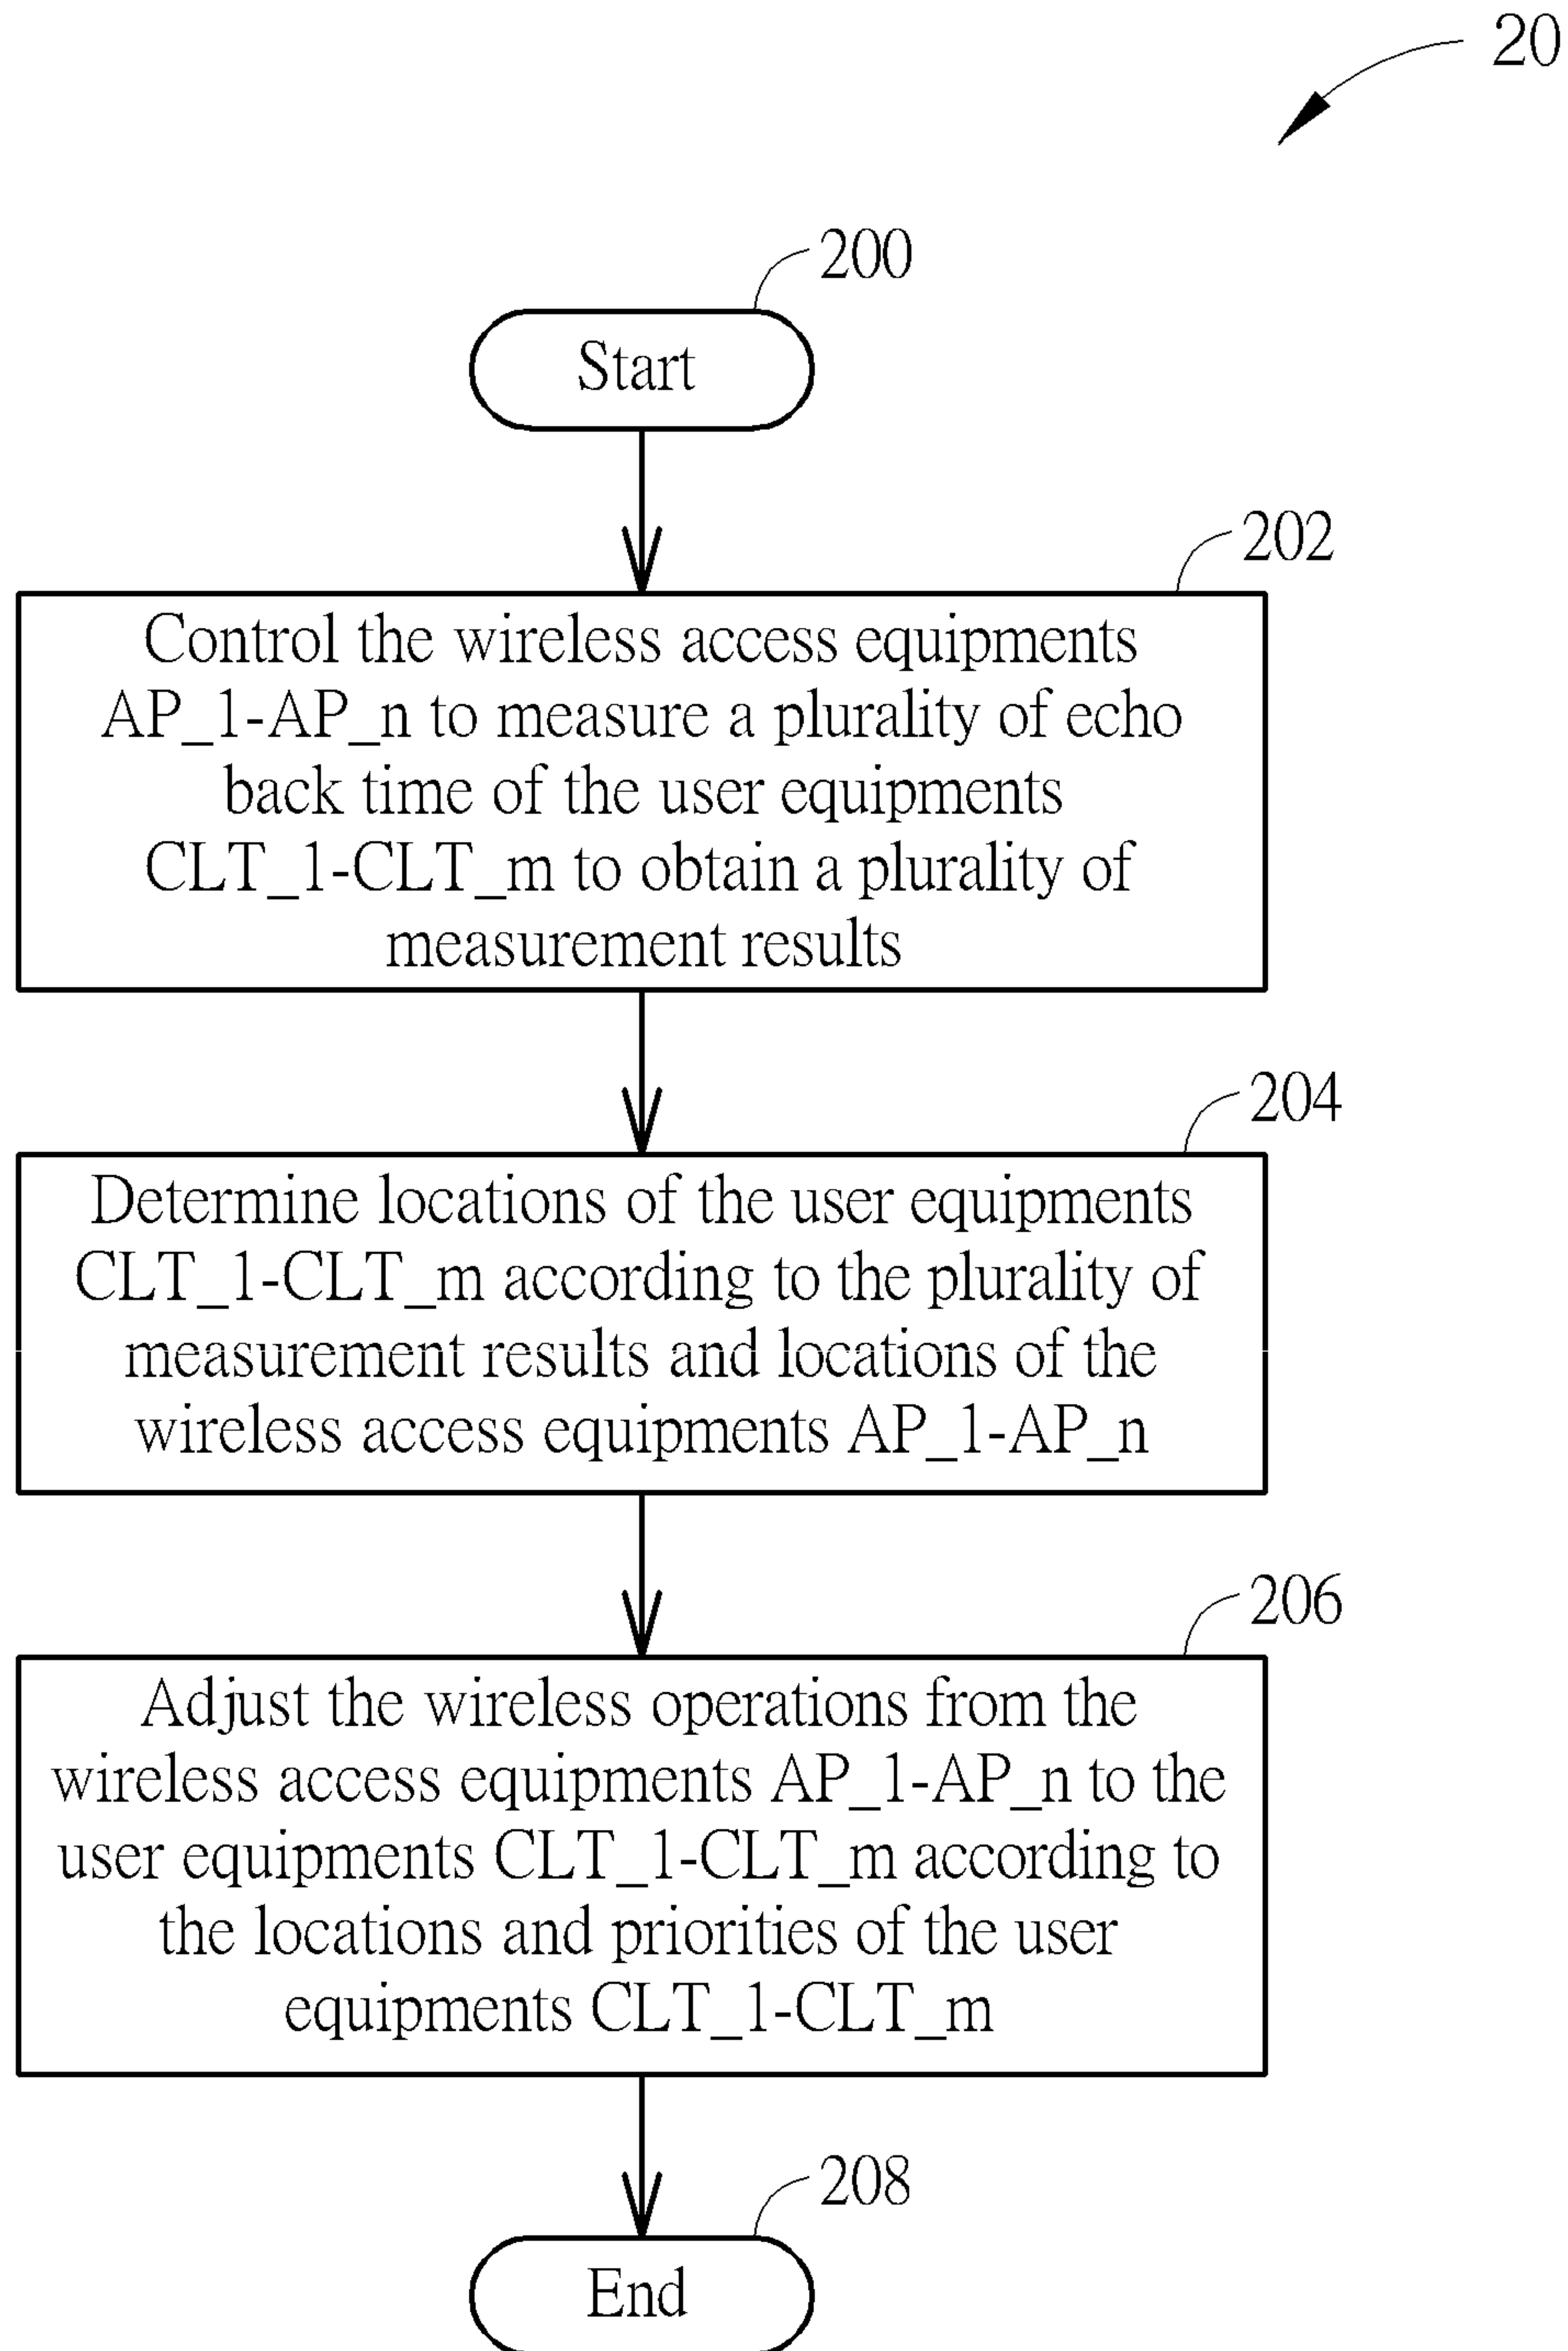 20
200
Start
202
Control the wireless access equipments
AP_1-AP_n to measure a plurality of echo
back time of the user equipments
CLT_1-CLT_m to obtain a plurality of
measurement results
204
Determine locations of the user equipments
CLT_1-CLT_m according to the plurality of
measurement results and locations of the
wireless access equipments AP_1-AP_n
206
Adjust the wireless operations from the
wireless access equipments AP_1-AP_n to the
user equipments CLT_1-CLT_m according to
the locations and priorities of the user
equipments CLT_1-CLT_m
208
End